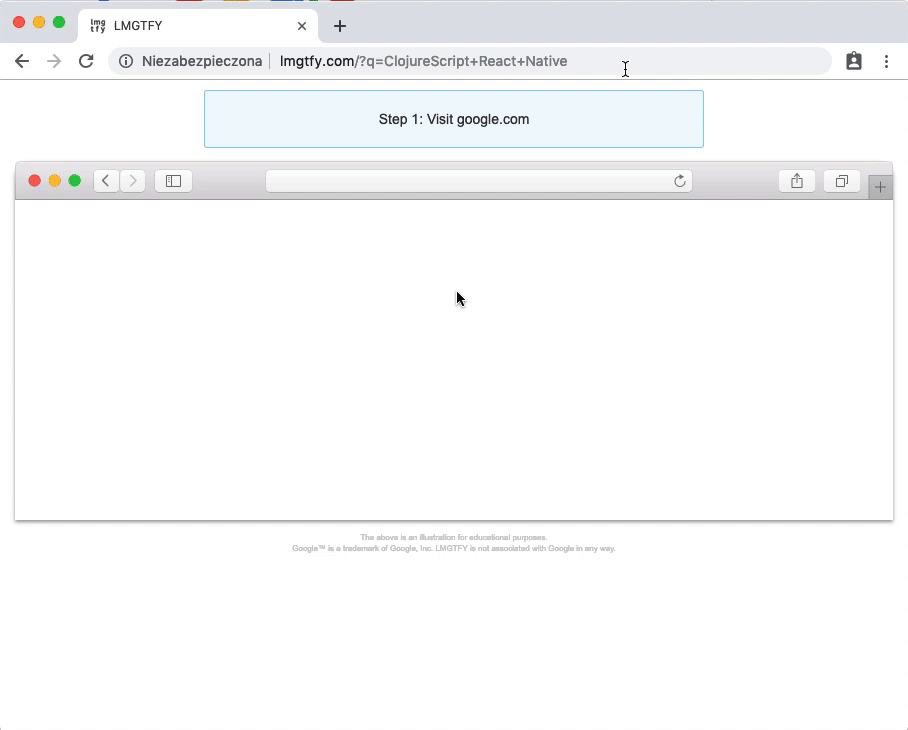 img
tfy
LMGTFY
Niezabezpieczona
lmgtfy.com/?q=ClojureScript+React+Native
Step 1: Visit google.com
The above is an illustration for educational purposes.
Google™ is a trademark of Google, Inc. LMGTFY is not associated with Google in any way.